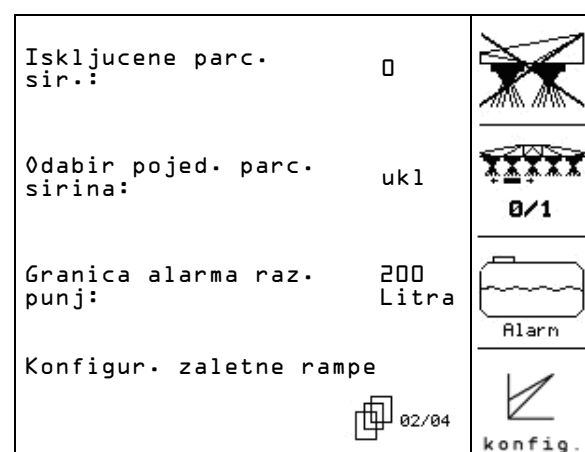 Iskljucene parc. 0
sir.:
Odabir pojed. parc. ukl
sirina:
0/1
Granica alarma raz. 200
punj: Litra
Alarm
Konfigur. zaletne rampe
02/04
konfig.